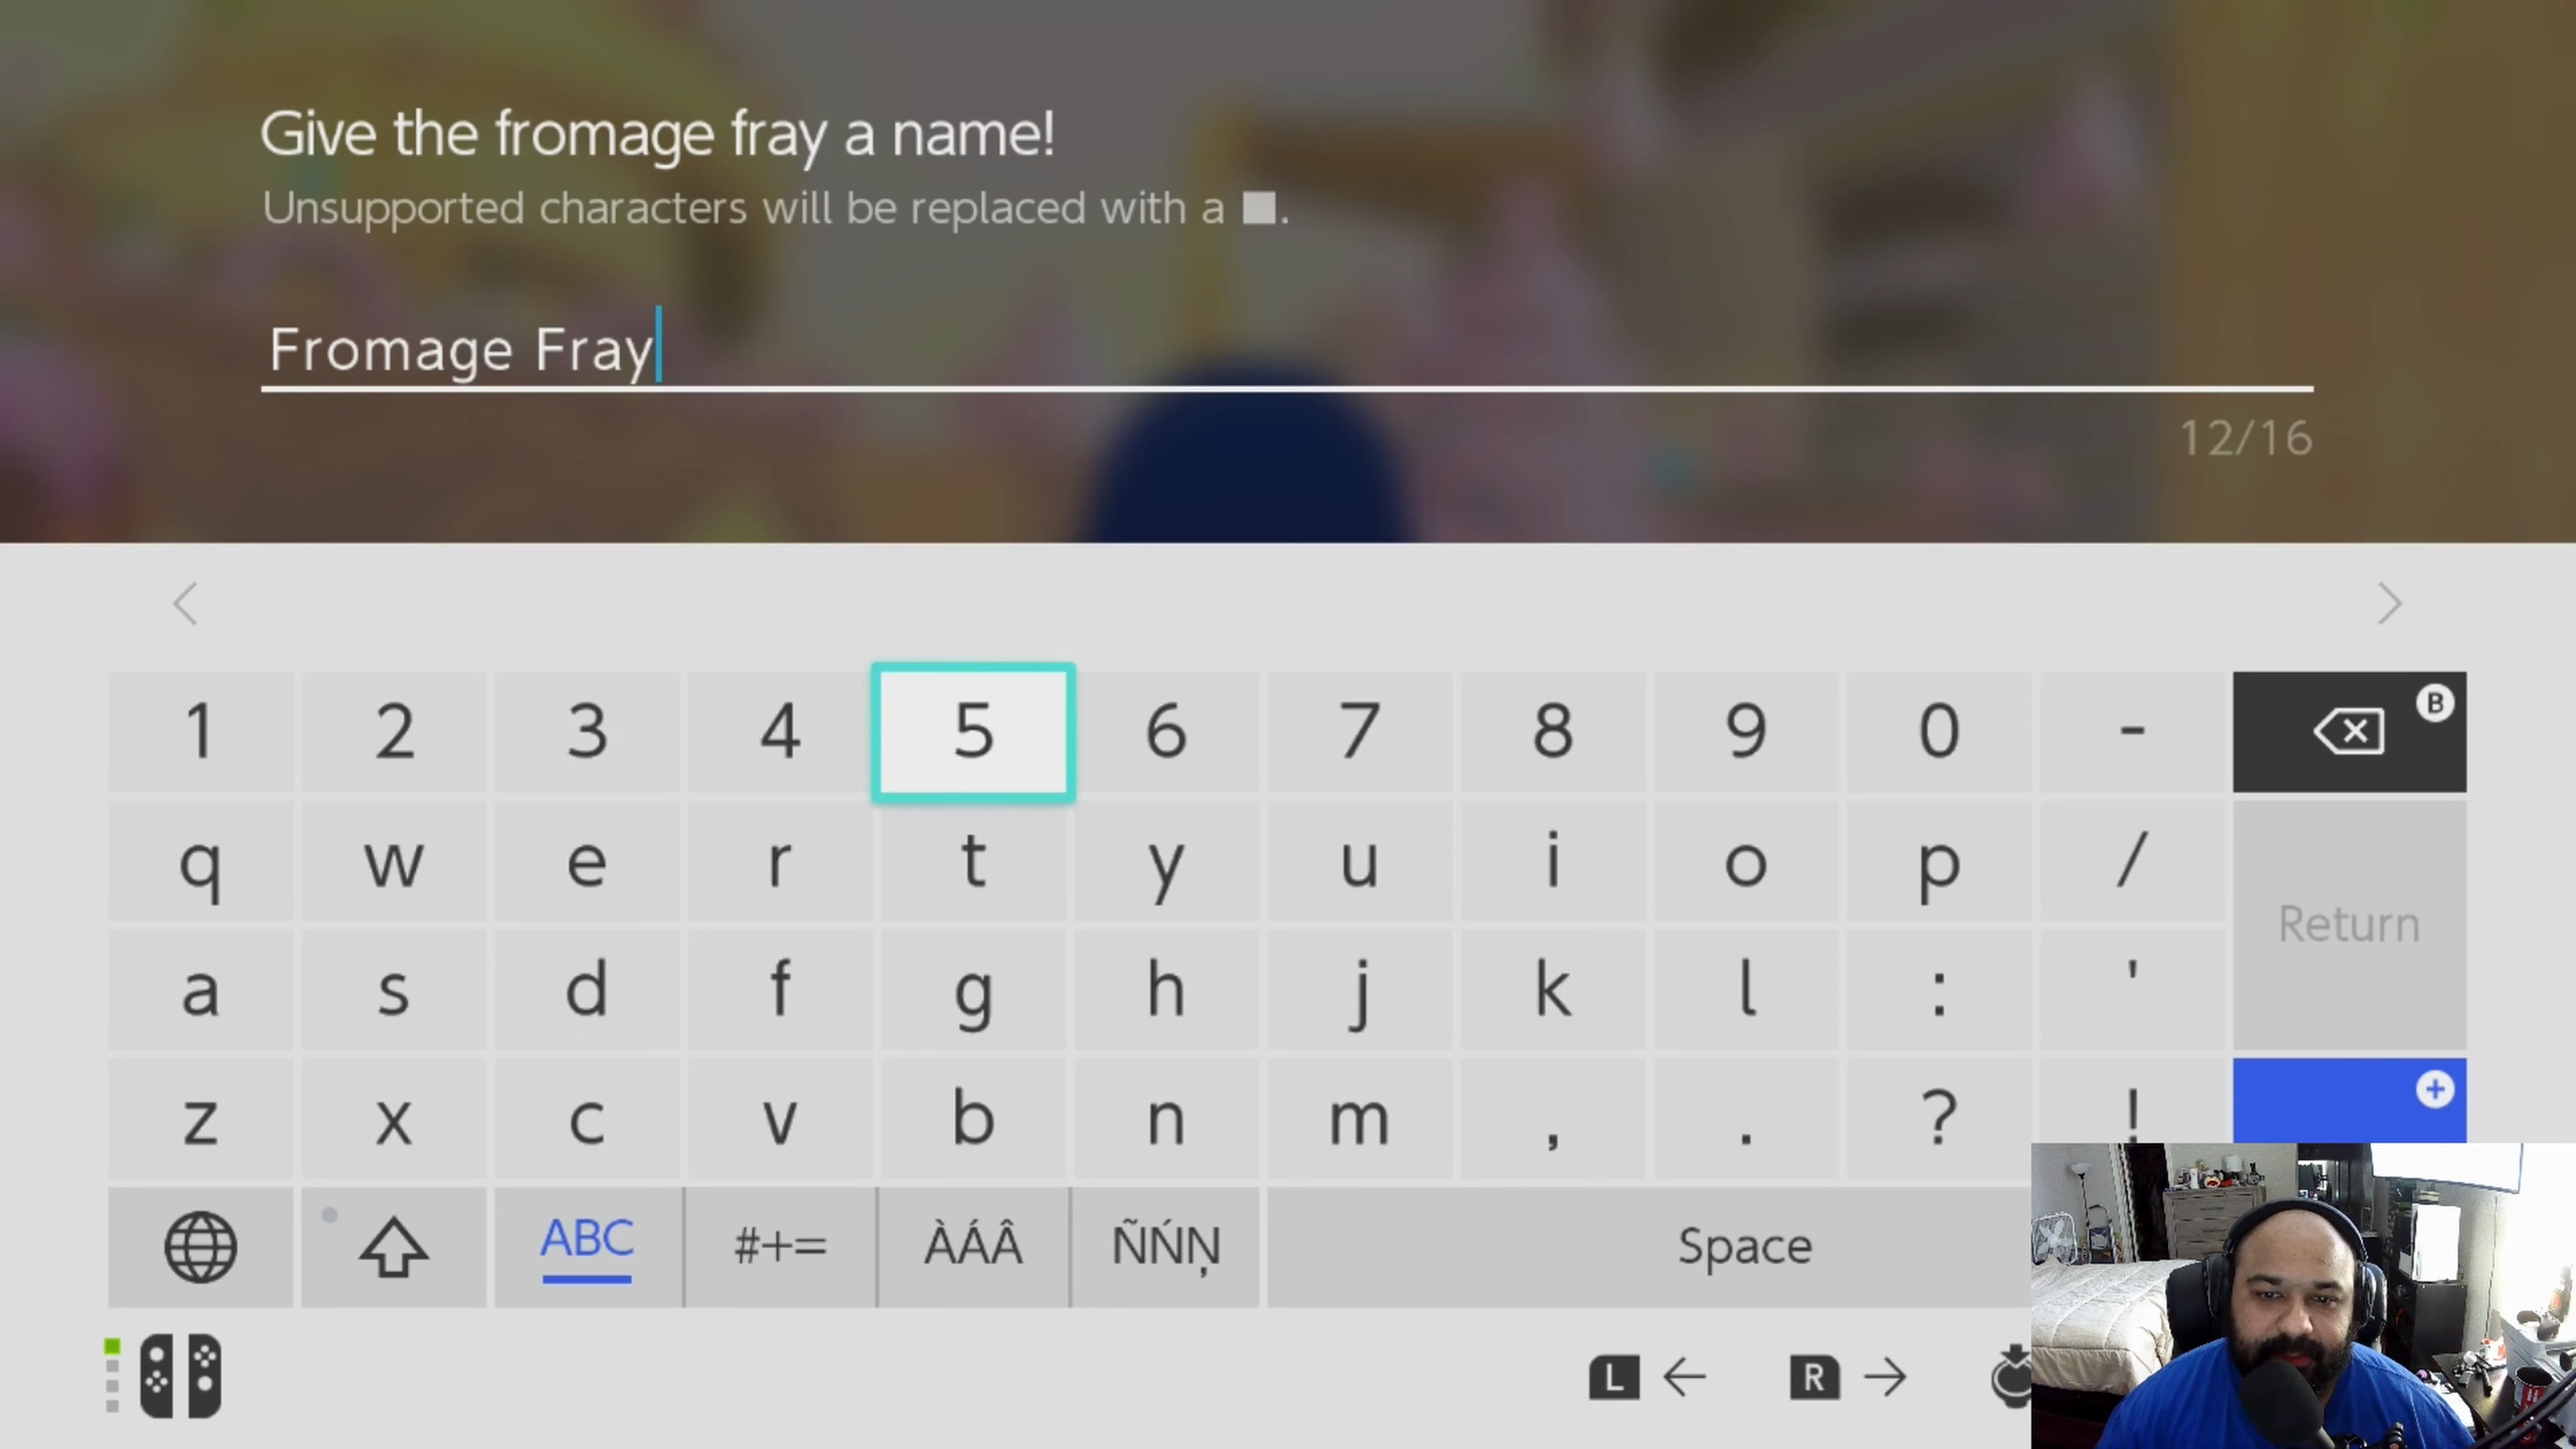 Give the fromage fray a name!
Unsupported characters will be replaced with a ■.
Fromage Fray
12/16
1 2 3 4 5 6 7 8 9 0 - B
q w e r t y u i o p /
Return
a s d f g h j k l : '
z x c v b n m , . ? ! +
ABC #+= ÀÁÂ ÑŃŅ Space
L ← R →